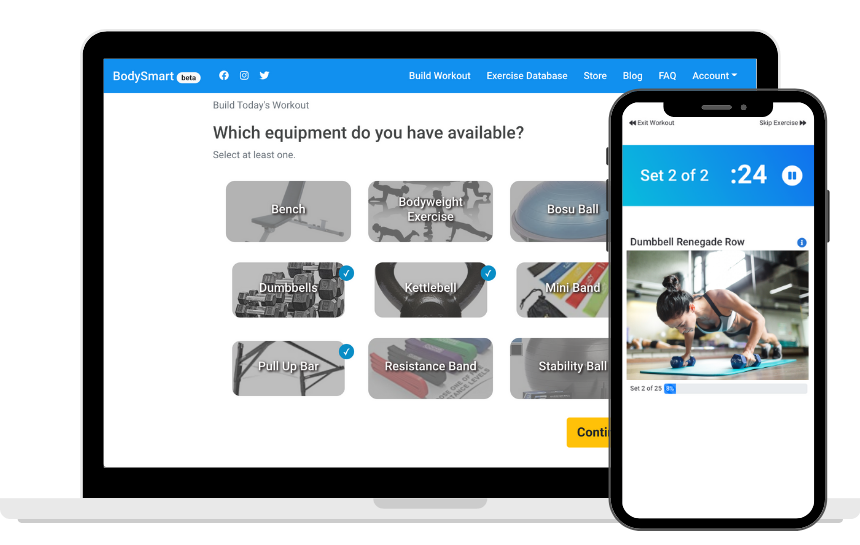 BodySmart beta
Build Workout Exercise Database Store Blog FAQ Account
Build Today's Workout
Which equipment do you have available?
Select at least one.
Bench
Bodyweight
Exercise
Bosu Ball
Dumbbells
Kettlebell
Mini Band
Pull Up Bar
Resistance Band
Stability Ball
Conti
Exit Workout Skip Exercise
Set 2 of 2 :24
Dumbbell Renegade Row
Set 2 of 25 8%